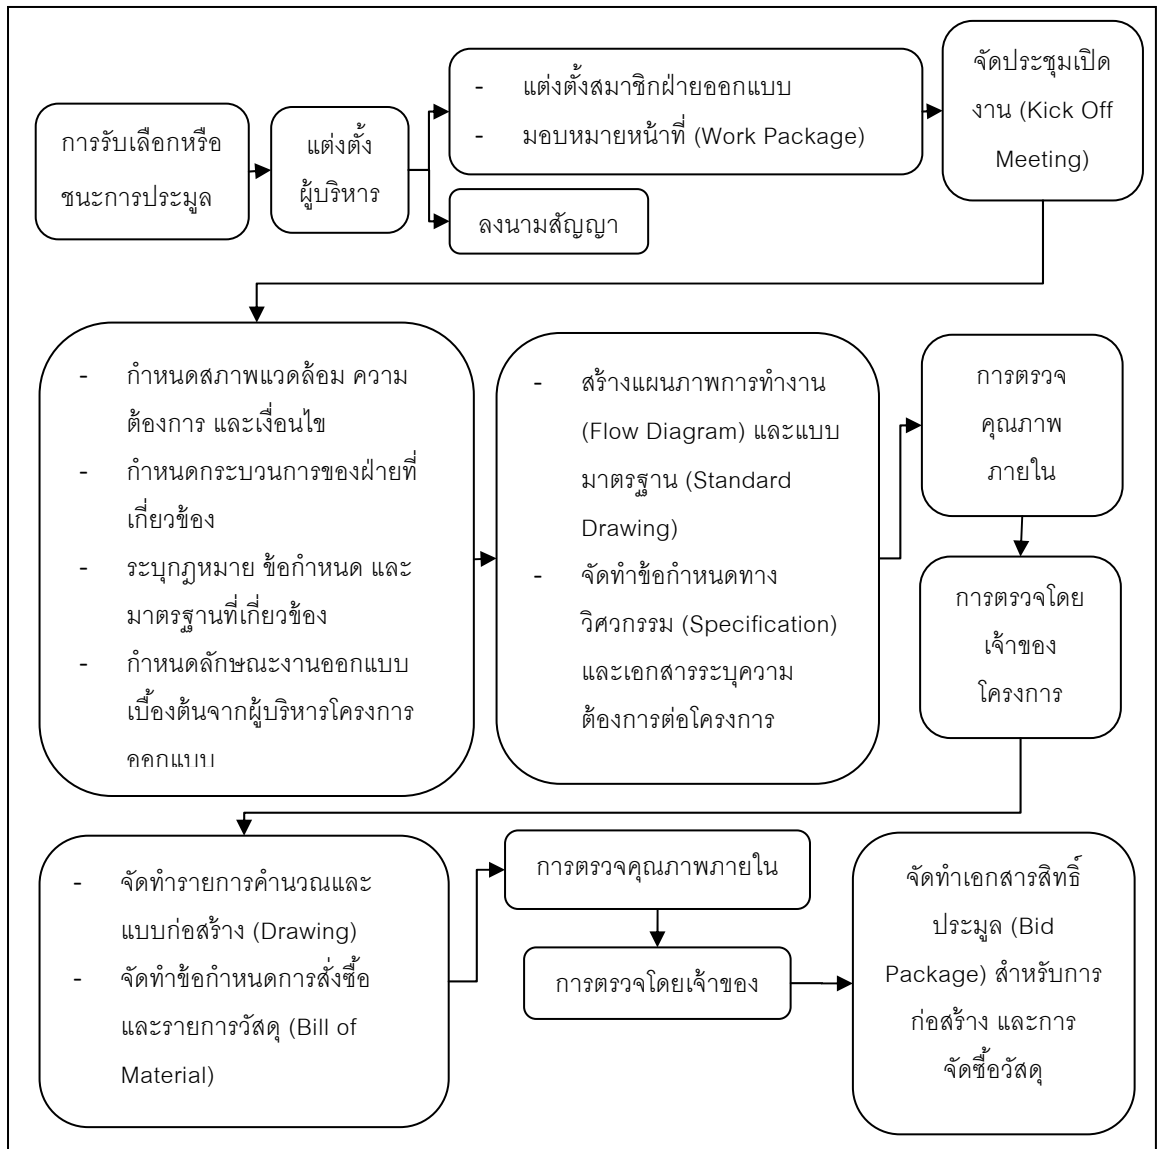 การรับเลือกหรือ
ชนะการประมูล
แต่งตั้ง
ผู้บริหาร
- แต่งตั้งสมาชิกฝ่ายออกแบบ
- มอบหมายหน้าที่ (Work Package)
ลงนามสัญญา
จัดประชุมเปิด
งาน (Kick Off
Meeting)
- กำหนดสภาพแวดล้อม ความ
ต้องการ และเงื่อนไข
- กำหนดกระบวนการของฝ่ายที่
เกี่ยวข้อง
- ระบุกฎหมาย ข้อกำหนด และ
มาตรฐานที่เกี่ยวข้อง
- กำหนดลักษณะงานออกแบบ
เบื้องต้นจากผู้บริหารโครงการ
ออกแบบ
- สร้างแผนภาพการทำงาน
(Flow Diagram) และแบบ
มาตรฐาน (Standard
Drawing)
- จัดทำข้อกำหนดทาง
วิศวกรรม (Specification)
และเอกสารระบุความ
ต้องการต่อโครงการ
การตรวจ
คุณภาพ
ภายใน
การตรวจโดย
เจ้าของ
โครงการ
- จัดทำรายการคำนวณและ
แบบก่อสร้าง (Drawing)
- จัดทำข้อกำหนดการสั่งซื้อ
และรายการวัสดุ (Bill of
Material)
การตรวจคุณภาพภายใน
การตรวจโดยเจ้าของ
จัดทำเอกสารสิทธิ์
ประมูล (Bid
Package) สำหรับการ
ก่อสร้าง และการ
จัดซื้อวัสดุ